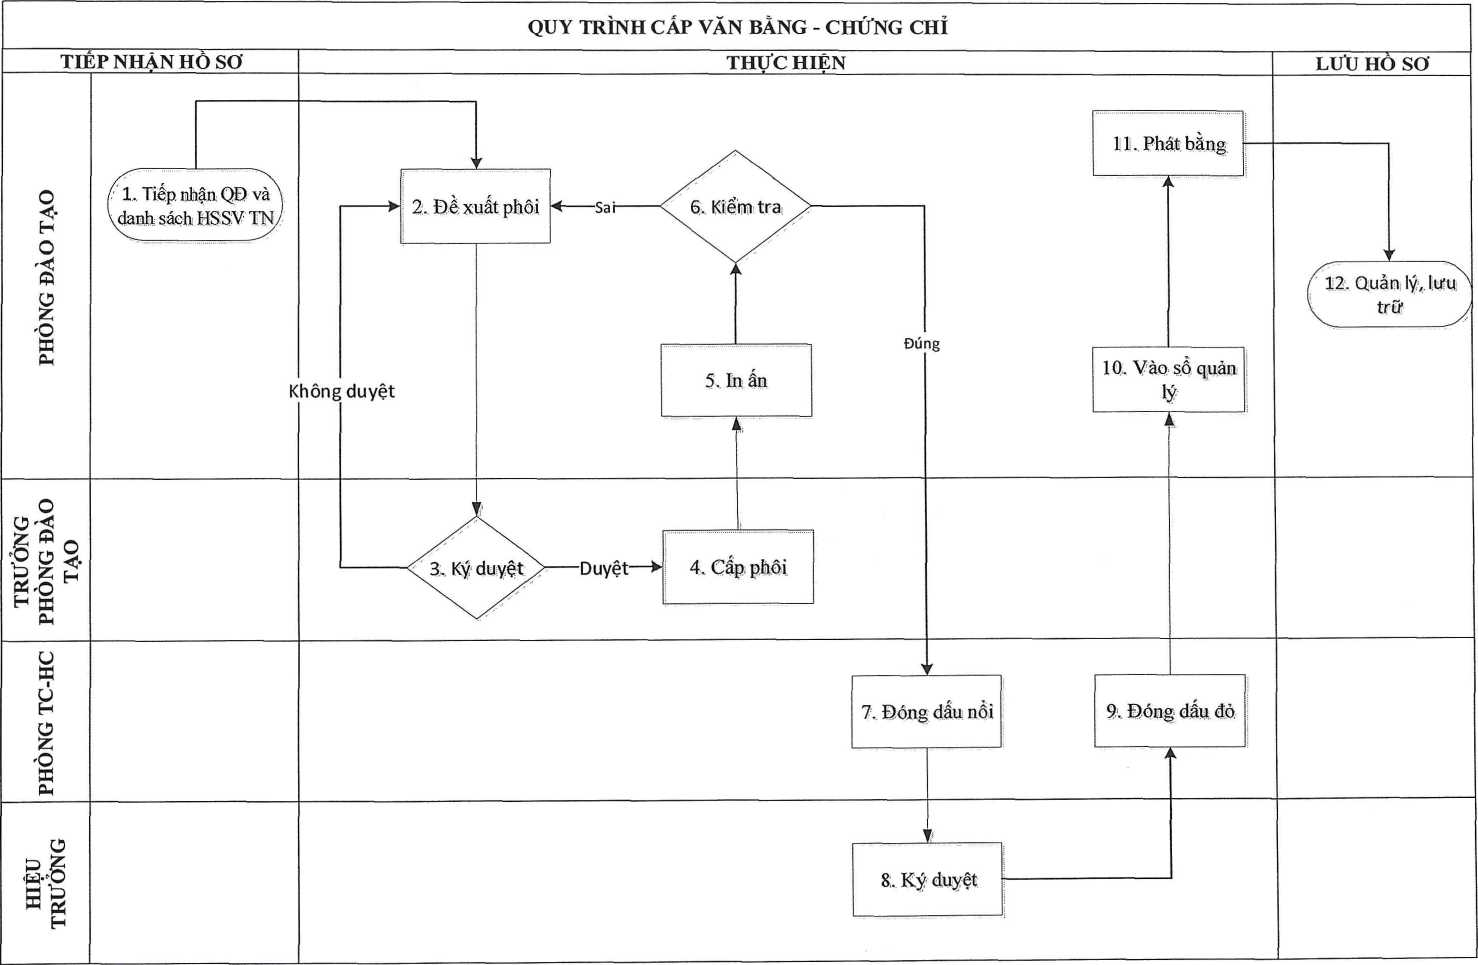 QUY TRÌNH CẤP VĂN BẰNG - CHỨNG CHỈ
TIẾP NHẬN HỒ SƠ
THỰC HIỆN
LƯU HỒ SƠ
PHÒNG ĐÀO TẠO
1. Tiếp nhận QĐ và
danh sách HSSV TN
2. Đề xuất phôi
Sai
6. Kiểm tra
11. Phát bằng
12. Quản lý, lưu
trữ
Đúng
Không duyệt
5. In ấn
10. Vào sổ quản
lý
TRƯỞNG
PHÒNG ĐÀO
TẠO
3. Ký duyệt
Duyệt
4. Cấp phôi
PHÒNG TC-HC
7. Đóng dấu nổi
9. Đóng dấu đỏ
HIỆU
TRƯỞNG
8. Ký duyệt